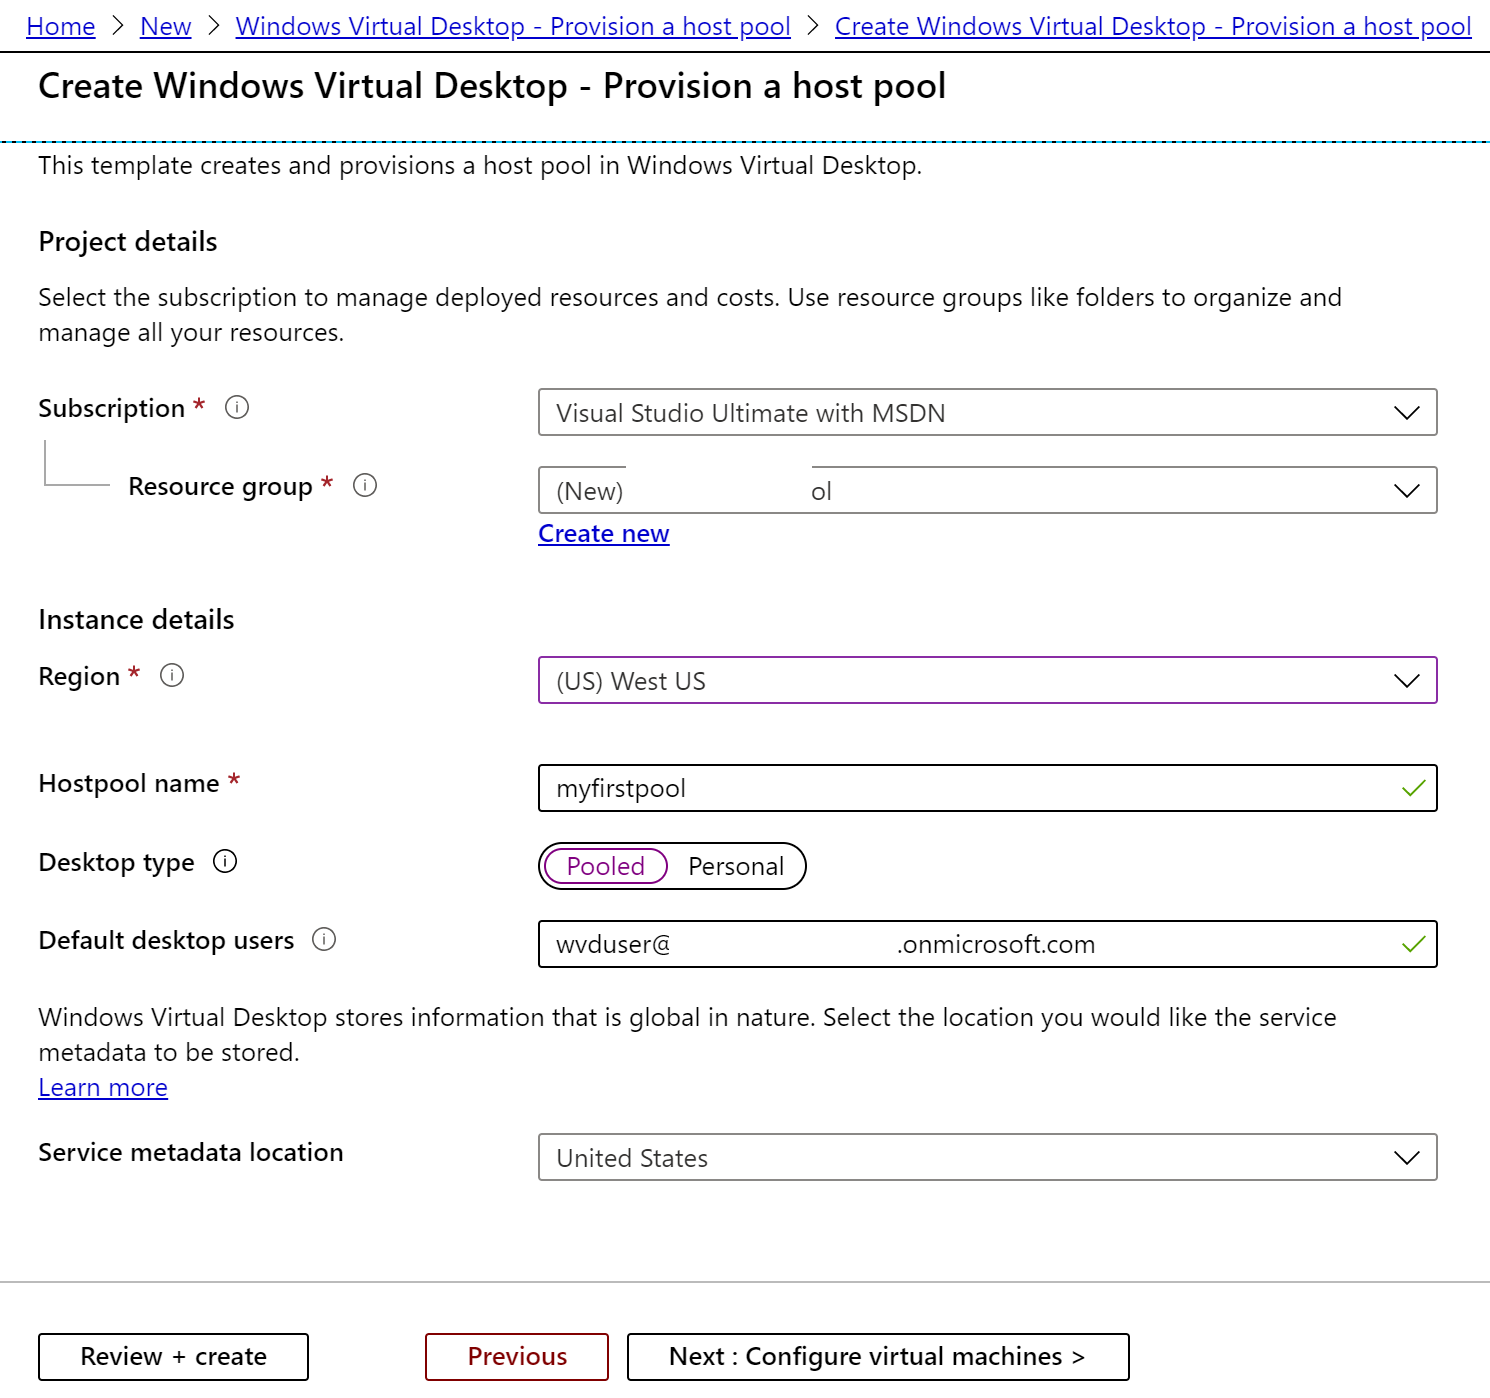 Home > New > Windows Virtual Desktop - Provision a host pool > Create Windows Virtual Desktop - Provision a host pool
Create Windows Virtual Desktop - Provision a host pool
This template creates and provisions a host pool in Windows Virtual Desktop.
Project details
Select the subscription to manage deployed resources and costs. Use resource groups like folders to organize and
manage all your resources.
Subscription * Visual Studio Ultimate with MSDN
Resource group * (New) ol
Create new
Instance details
Region * (US) West US
Hostpool name * myfirstpool
Desktop type Pooled Personal
Default desktop users wvduser@ .onmicrosoft.com
Windows Virtual Desktop stores information that is global in nature. Select the location you would like the service
metadata to be stored.
Learn more
Service metadata location United States
Review + create Previous Next : Configure virtual machines >